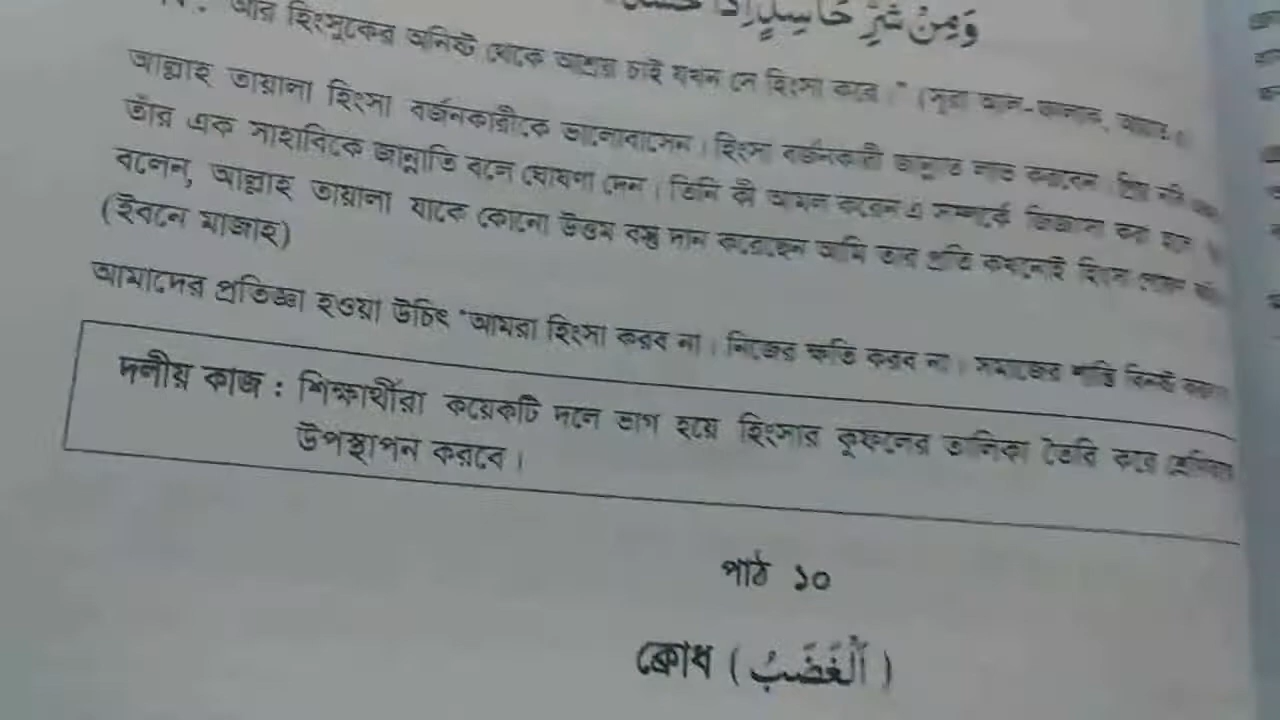 وَمِنْ شَرِّ حَاسِدٍ إِذَا حَسَدَ
আর হিংসুকের অনিষ্ট থেকে আশ্রয় চাই যখন সে হিংসা করে।" (সূরা আল-ফালাক,
আল্লাহ তায়ালা হিংসা বর্জনকারীকে ভালোবাসেন। হিংসা বর্জনকারী জান্নাত লাভ করবেন। প্রিয় নবি
তাঁর এক সাহাবিকে জান্নাতি বলে ঘোষণা দেন। তিনি কী আমল করেন এ সম্পর্কে জিজ্ঞাসা করা হলে
বলেন, আল্লাহ তায়ালা যাকে কোনো উত্তম বস্তু দান করেছেন আমি তার প্রতি কখনোই হিংসা পোষণ
(ইবনে মাজাহ)
আমাদের প্রতিজ্ঞা হওয়া উচিৎ "আমরা হিংসা করব না। নিজের ক্ষতি করব না। সমাজের শান্তি বিনষ্ট
দলীয় কাজ : শিক্ষার্থীরা কয়েকটি দলে ভাগ হয়ে হিংসার কুফলের তালিকা তৈরি করে শ্রেণিতে
উপস্থাপন করবে।
পাঠ ১০
ক্রোধ (اَلْغَضَبُ)